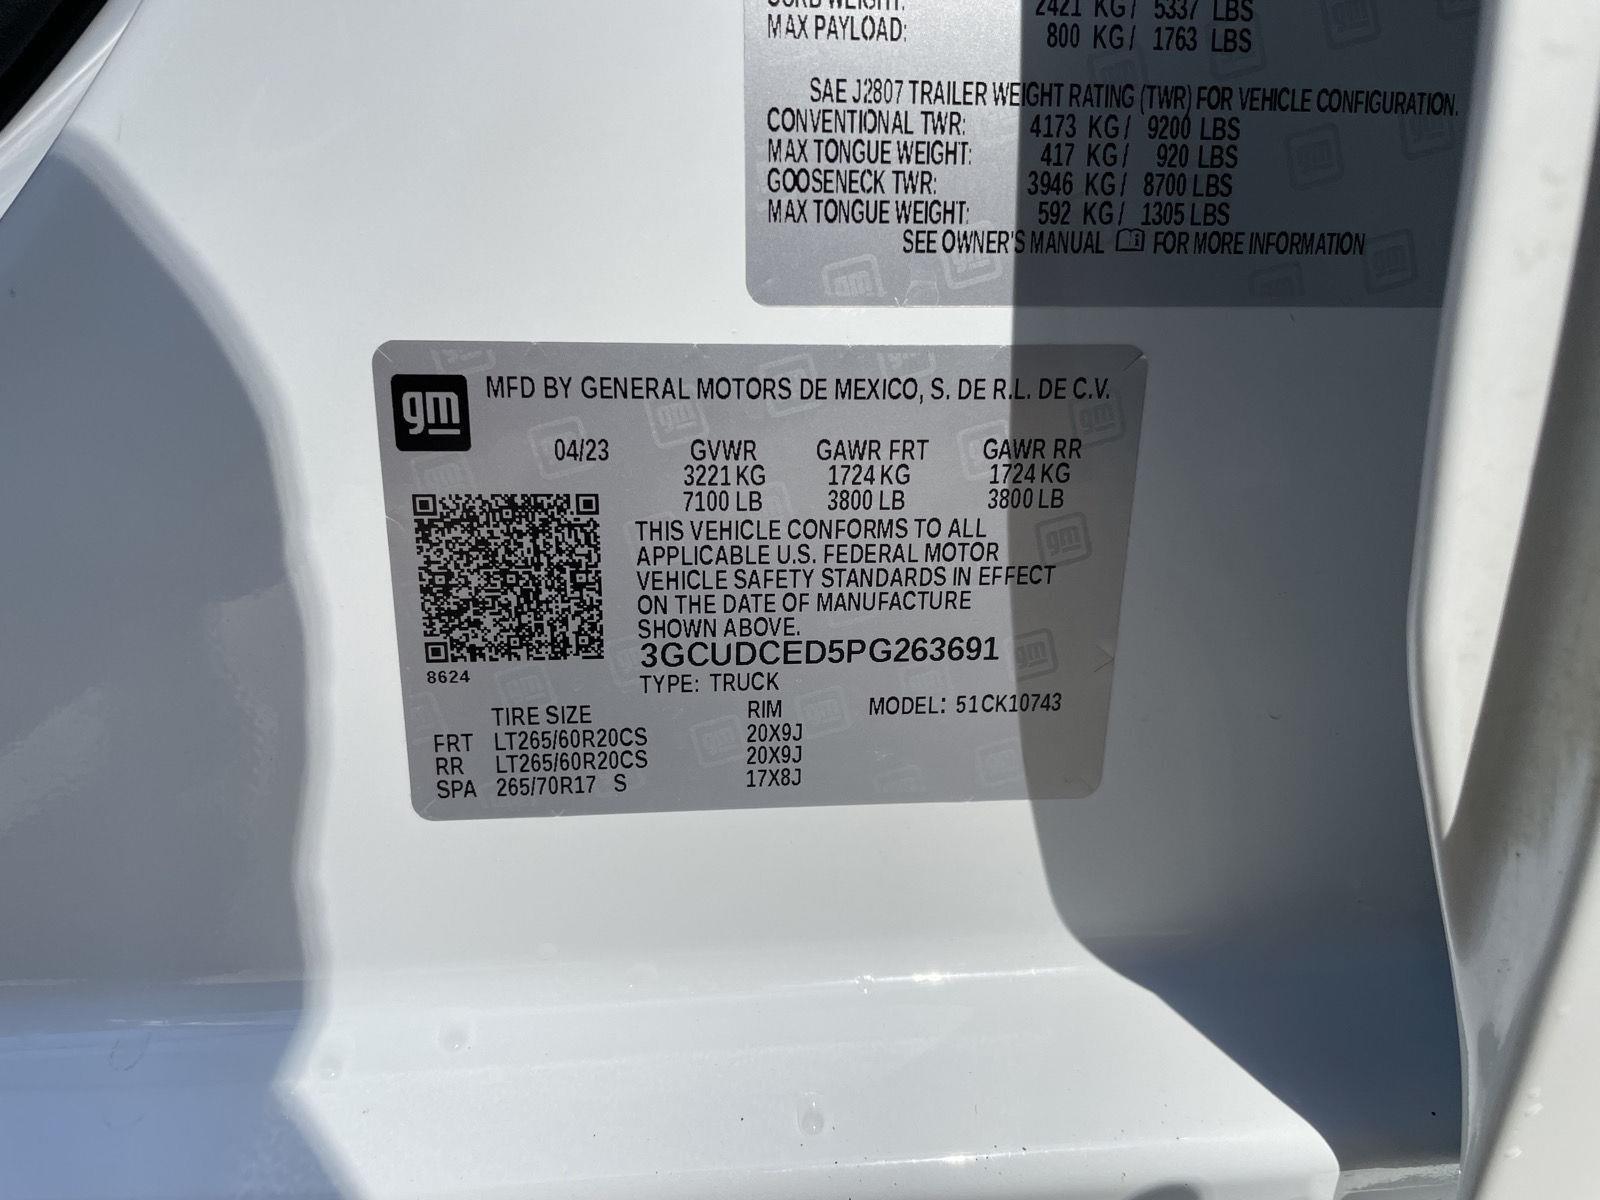 CURB WEIGHT: 2421 KG/ 5337 LBS
MAX PAYLOAD: 800 KG/ 1763 LBS
SAE J2807 TRAILER WEIGHT RATING (TWR) FOR VEHICLE CONFIGURATION.
CONVENTIONAL TWR: 4173 KG/ 9200 LBS
MAX TONGUE WEIGHT: 417 KG/ 920 LBS
GOOSENECK TWR: 3946 KG/ 8700 LBS
MAX TONGUE WEIGHT: 592 KG/ 1305 LBS
SEE OWNER'S MANUAL FOR MORE INFORMATION
gm
MFD BY GENERAL MOTORS DE MEXICO, S. DE R.L. DE C.V.
04/23 GVWR GAWR FRT GAWR RR
3221 KG 1724 KG 1724 KG
7100 LB 3800 LB 3800 LB
THIS VEHICLE CONFORMS TO ALL
APPLICABLE U.S. FEDERAL MOTOR
VEHICLE SAFETY STANDARDS IN EFFECT
ON THE DATE OF MANUFACTURE
SHOWN ABOVE.
3GCUDCED5PG263691
8624
TYPE: TRUCK
MODEL: 51CK10743
TIRE SIZE RIM
FRT LT265/60R20CS 20X9J
RR LT265/60R20CS 20X9J
SPA 265/70R17 S 17X8J